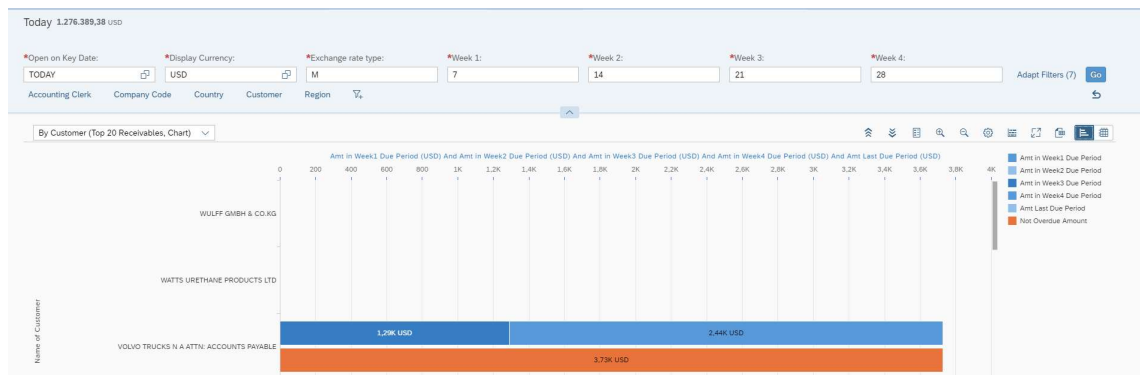 Today 1.276.389,38 USD
*Open on Key Date: *Display Currency: *Exchange rate type: *Week 1: *Week 2: *Week 3: *Week 4:
TODAY USD M 7 14 21 28 Adapt Filters (7) Go
Accounting Clerk Company Code Country Customer Region
By Customer (Top 20 Receivables, Chart)
Amt in Week1 Due Period (USD) And Amt in Week2 Due Period (USD) And Amt in Week3 Due Period (USD) And Amt in Week4 Due Period (USD) And Amt Last Due Period (USD)
0 200 400 600 800 1K 1,2K 1,4K 1,6K 1,8K 2K 2,2K 2,4K 2,6K 2,8K 3K 3,2K 3,4K 3,6K 3,8K 4K
Amt in Week1 Due Period
Amt in Week2 Due Period
Amt in Week3 Due Period
Amt in Week4 Due Period
Amt Last Due Period
Not Overdue Amount
Name of Customer
WULFF GMBH & CO.KG
WATTS URETHANE PRODUCTS LTD
VOLVO TRUCKS N A ATTN: ACCOUNTS PAYABLE
1,29K USD 2,44K USD
3,73K USD